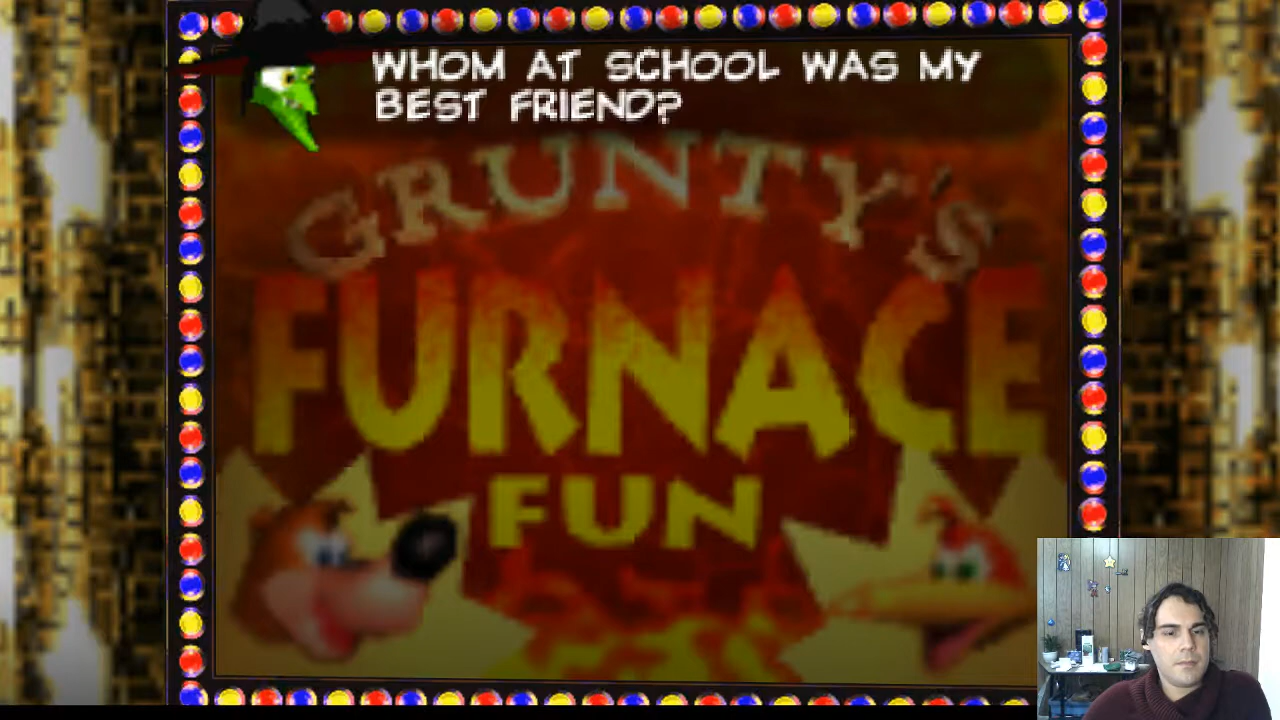 WHOM AT SCHOOL WAS MY
BEST FRIEND?
GRUNTY'S
FURNACE
FUN